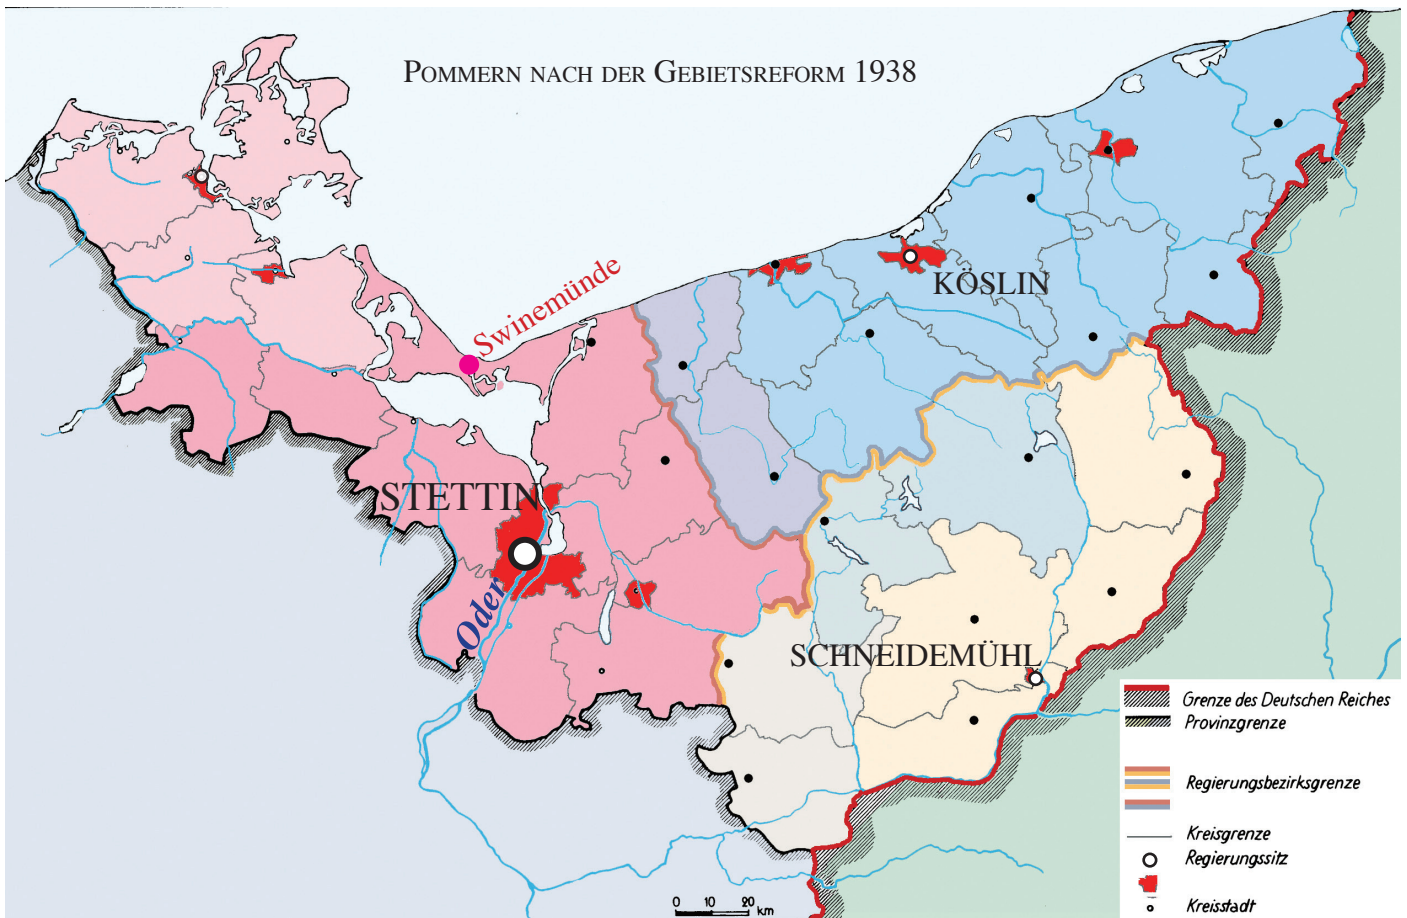 POMMERN NACH DER GEBIETSREFORM 1938
Swinemünde
KÖSLIN
STETTIN
Oder
SCHNEIDEMÜHL
Grenze des Deutschen Reiches
Provinzgrenze
Regierungsbezirksgrenze
Kreisgrenze
Regierungssitz
Kreisstadt
0 10 20 km